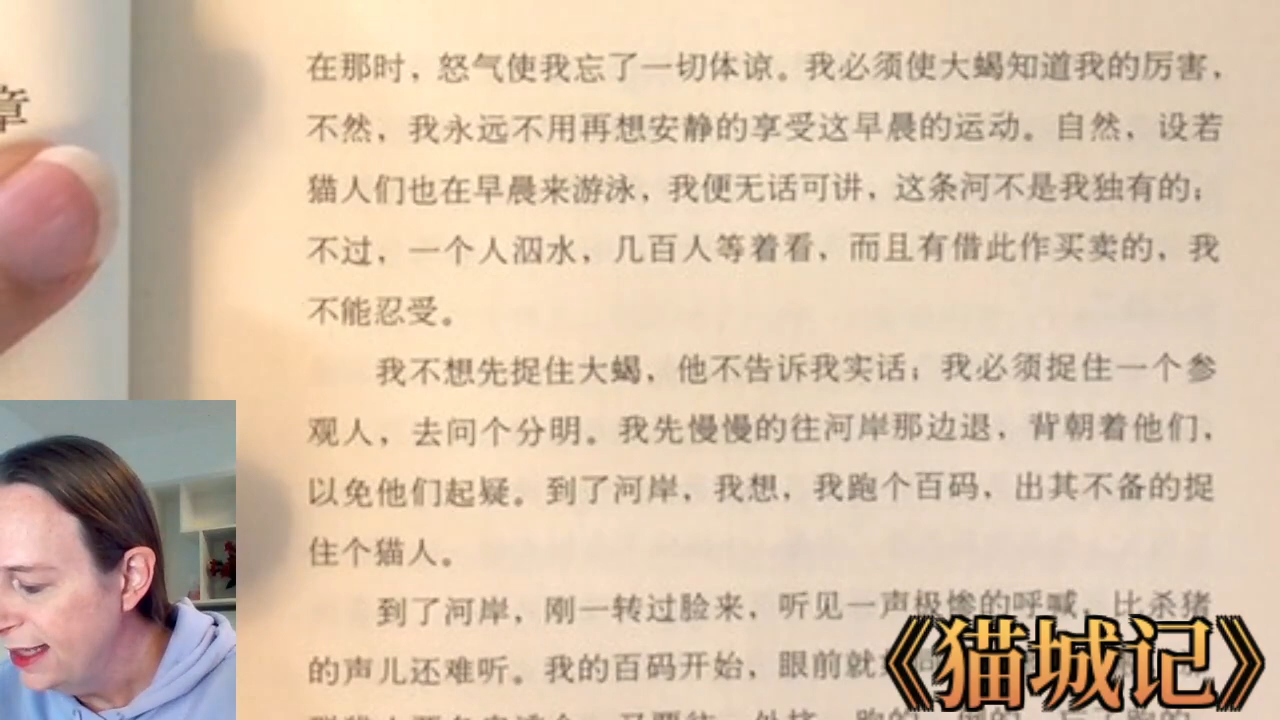 章
在那时，怒气使我忘了一切体谅。我必须使大蝎知道我的厉害，
不然，我永远不用再想安静的享受这早晨的运动。自然，设若
猫人们也在早晨来游泳，我便无话可讲，这条河不是我独有的；
不过，一个人泅水，几百人等着看，而且有借此作买卖的，我
不能忍受。
我不想先捉住大蝎，他不告诉我实话；我必须捉住一个参
观人，去问个分明。我先慢慢的往河岸那边退，背朝着他们，
以免他们起疑。到了河岸，我想，我跑个百码，出其不备的捉
住个猫人。
到了河岸，刚一转过脸来，听见一声极惨的呼喊，比杀猪
的声儿还难听。我的百码开始，眼前就
《猫城记》